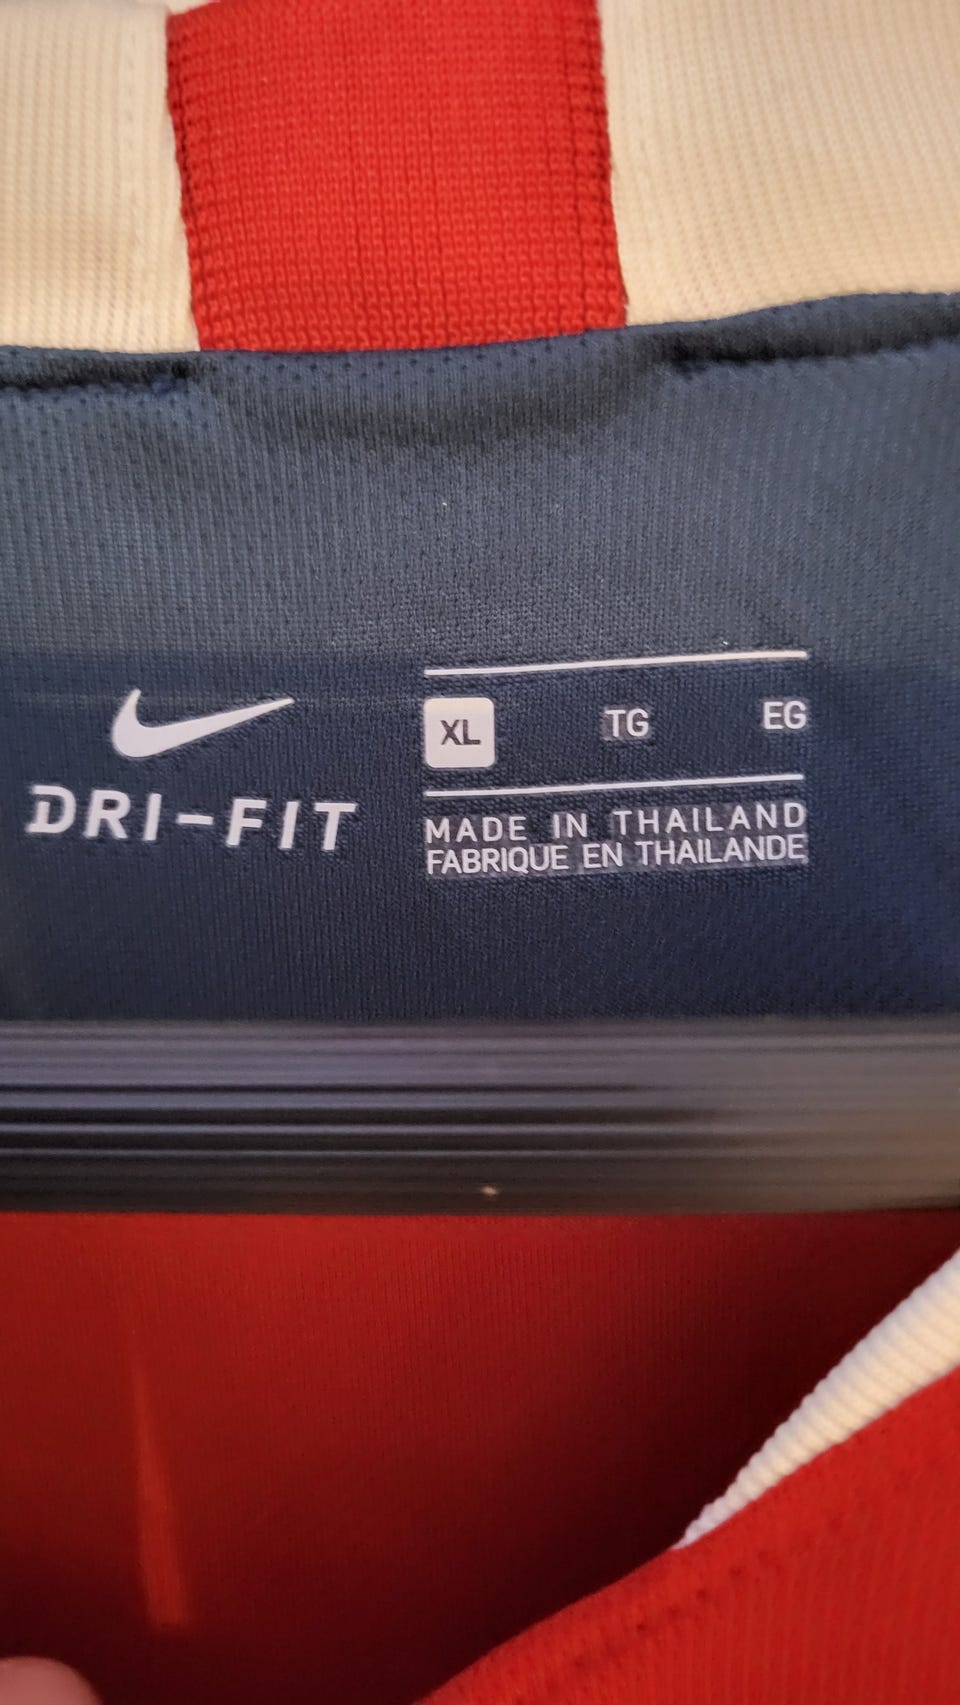 DRI-FIT
XL TG EG
MADE IN THAILAND
FABRIQUE EN THAILANDE